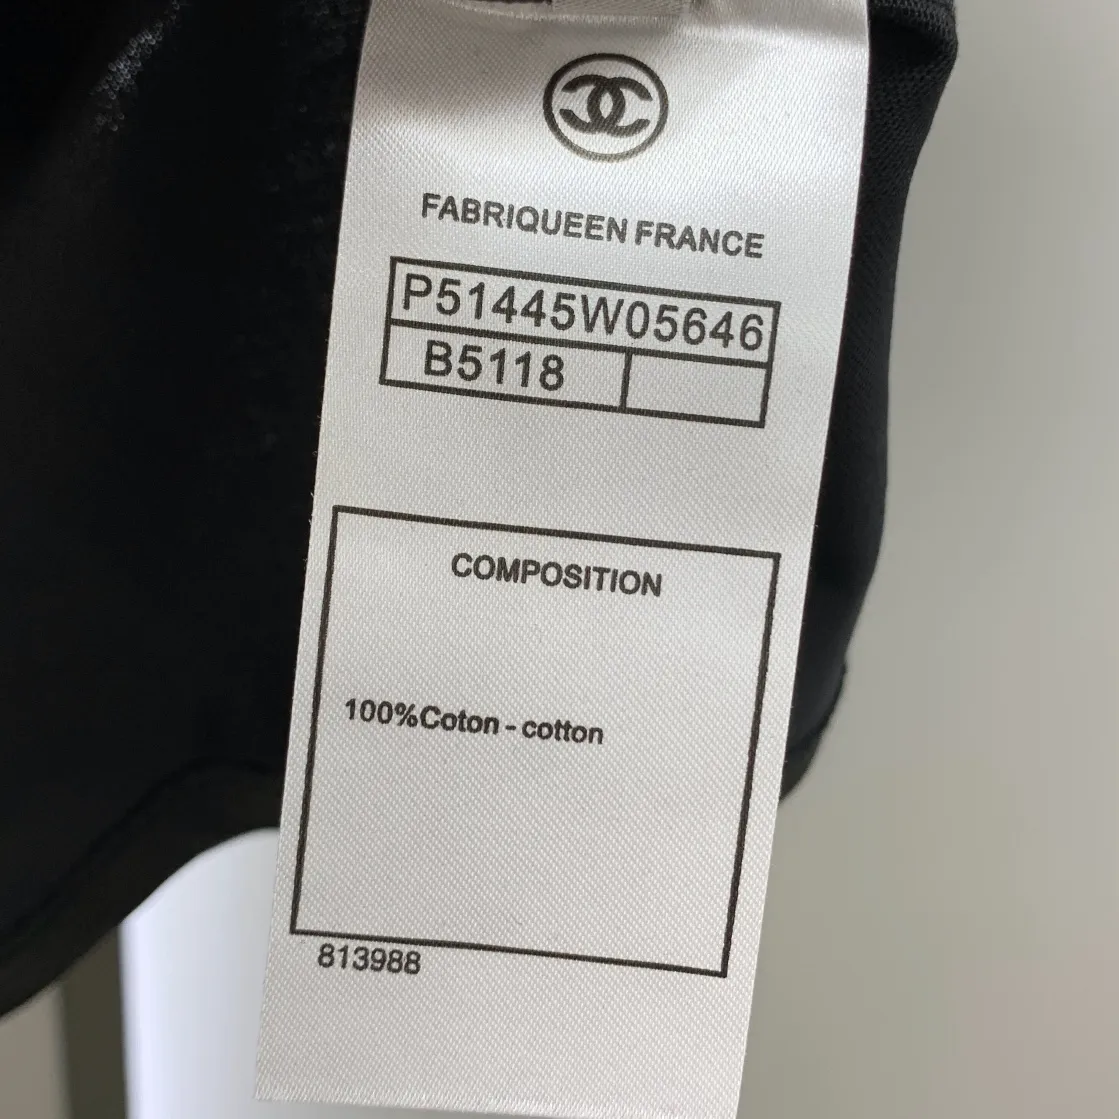 FABRIQUEEN FRANCE
P51445W05646
B5118
COMPOSITION
100%Coton - cotton
813988